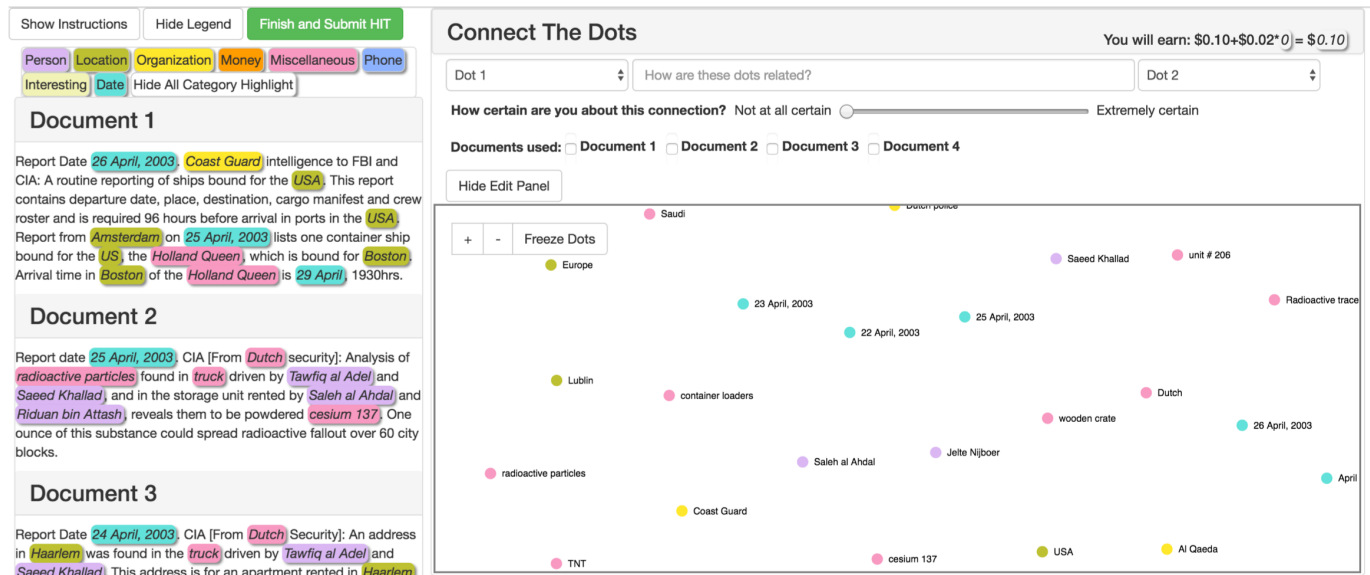 Show Instructions
Hide Legend
Finish and Submit HIT
Person Location Organization Money Miscellaneous Phone
Interesting Date Hide All Category Highlight
Document 1
Report Date 26 April, 2003. Coast Guard intelligence to FBI and
CIA: A routine reporting of ships bound for the USA. This report
contains departure date, place, destination, cargo manifest and crew
roster and is required 96 hours before arrival in ports in the USA.
Report from Amsterdam on 25 April, 2003 lists one container ship
bound for the US, the Holland Queen, which is bound for Boston.
Arrival time in Boston of the Holland Queen is 29 April, 1930hrs.
Document 2
Report date 25 April, 2003. CIA [From Dutch security]: Analysis of
radioactive particles found in truck driven by Tawfiq al Adel and
Saeed Khallad, and in the storage unit rented by Saleh al Ahdal and
Riduan bin Attash, reveals them to be powdered cesium 137. One
ounce of this substance could spread radioactive fallout over 60 city
blocks.
Document 3
Report Date 24 April, 2003. CIA [From Dutch Security]: An address
in Haarlem was found in the truck driven by Tawfiq al Adel and
Saeed Khallad. This address is for an apartment rented in Haarlem
Connect The Dots
You will earn: $0.10+$0.02*0 = $0.10
Dot 1
How are these dots related?
Dot 2
How certain are you about this connection? Not at all certain
Extremely certain
Documents used: Document 1 Document 2 Document 3 Document 4
Hide Edit Panel
Saudi
Dutch police
+ - Freeze Dots
Saeed Khallad
unit # 206
Europe
23 April, 2003
Radioactive trace
25 April, 2003
22 April, 2003
Lublin
container loaders
Dutch
wooden crate
26 April, 2003
Saleh al Ahdal
Jelte Nijboer
radioactive particles
April
Coast Guard
USA
Al Qaeda
TNT
cesium 137